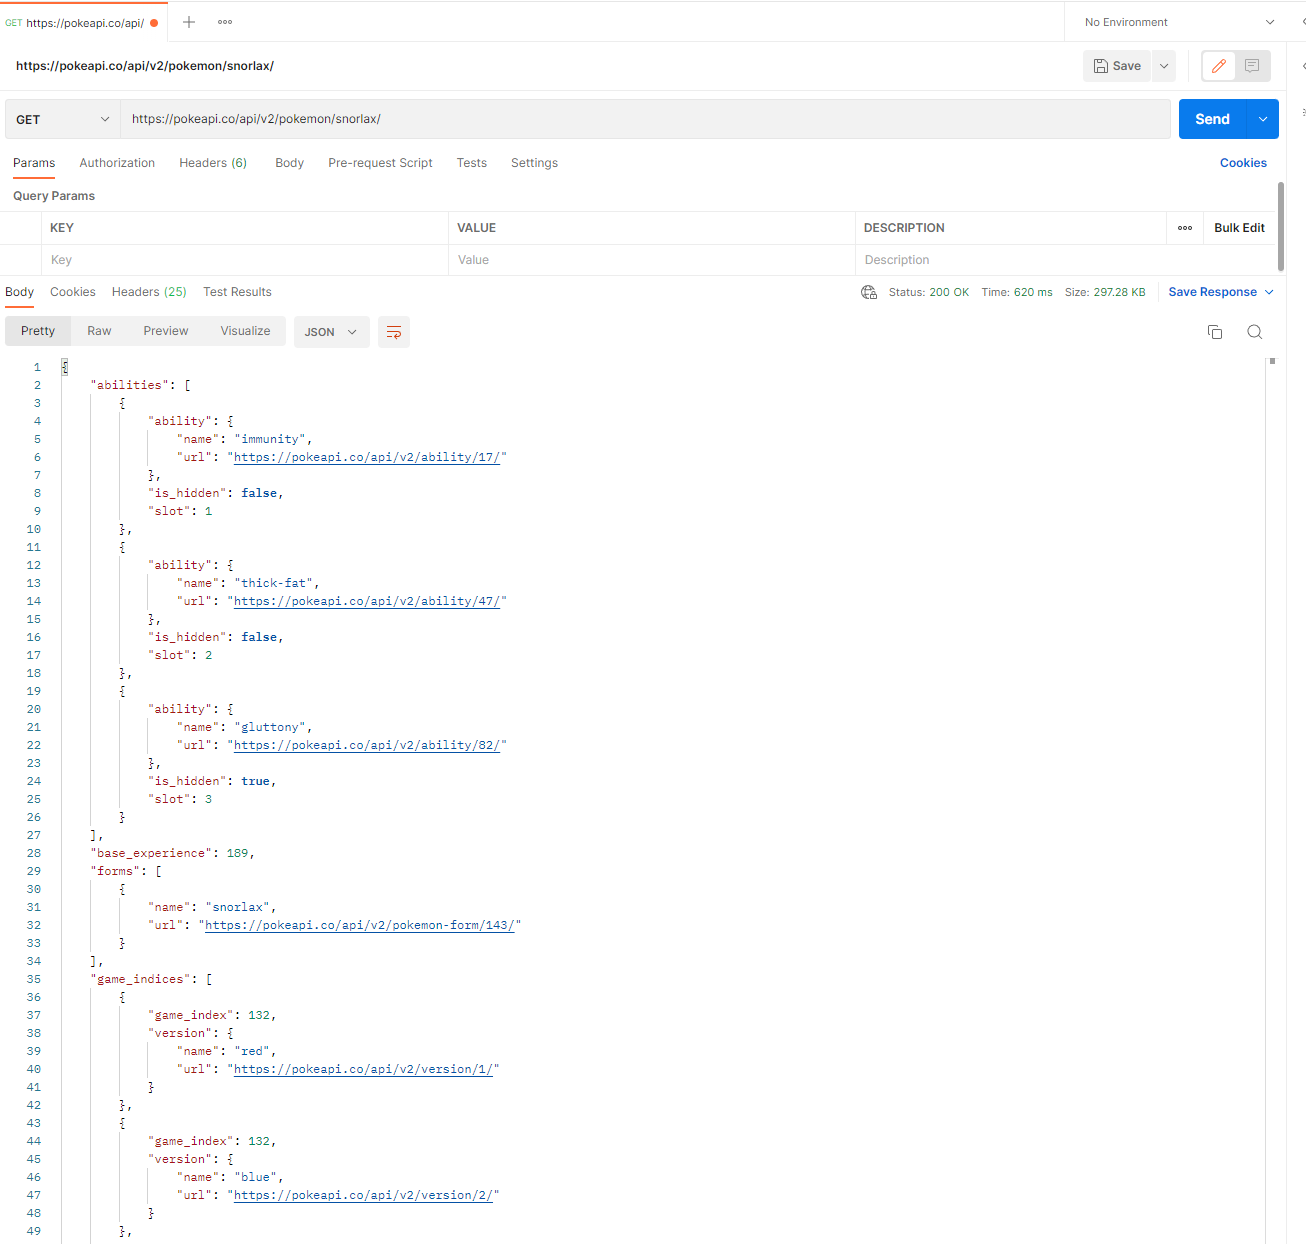 GET https://pokeapi.co/api/ No Environment
https://pokeapi.co/api/v2/pokemon/snorlax/ Save
GET https://pokeapi.co/api/v2/pokemon/snorlax/ Send
Params Authorization Headers (6) Body Pre-request Script Tests Settings Cookies
Query Params
KEY VALUE DESCRIPTION Bulk Edit
Key Value Description
Body Cookies Headers (25) Test Results Status: 200 OK Time: 620 ms Size: 297.28 KB Save Response
Pretty Raw Preview Visualize JSON
1 {
2 "abilities": [
3 {
4 "ability": {
5 "name": "immunity",
6 "url": "https://pokeapi.co/api/v2/ability/17/"
7 },
8 "is_hidden": false,
9 "slot": 1
10 },
11 {
12 "ability": {
13 "name": "thick-fat",
14 "url": "https://pokeapi.co/api/v2/ability/47/"
15 },
16 "is_hidden": false,
17 "slot": 2
18 },
19 {
20 "ability": {
21 "name": "gluttony",
22 "url": "https://pokeapi.co/api/v2/ability/82/"
23 },
24 "is_hidden": true,
25 "slot": 3
26 }
27 ],
28 "base_experience": 189,
29 "forms": [
30 {
31 "name": "snorlax",
32 "url": "https://pokeapi.co/api/v2/pokemon-form/143/"
33 }
34 ],
35 "game_indices": [
36 {
37 "game_index": 132,
38 "version": {
39 "name": "red",
40 "url": "https://pokeapi.co/api/v2/version/1/"
41 }
42 },
43 {
44 "game_index": 132,
45 "version": {
46 "name": "blue",
47 "url": "https://pokeapi.co/api/v2/version/2/"
48 }
49 },